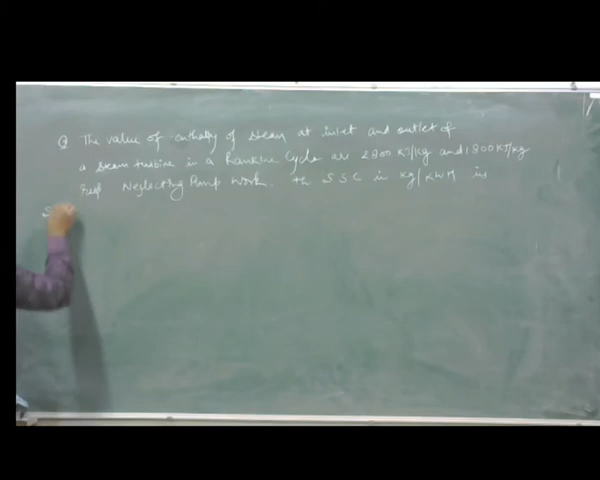 Q The value of enthalpy of steam at inlet and outlet of
a steam turbine in a Rankine Cycle are 2800 KJ/kg and 1800 KJ/kg
resp Neglecting Pump work. the SSC in kg/KWH is
S